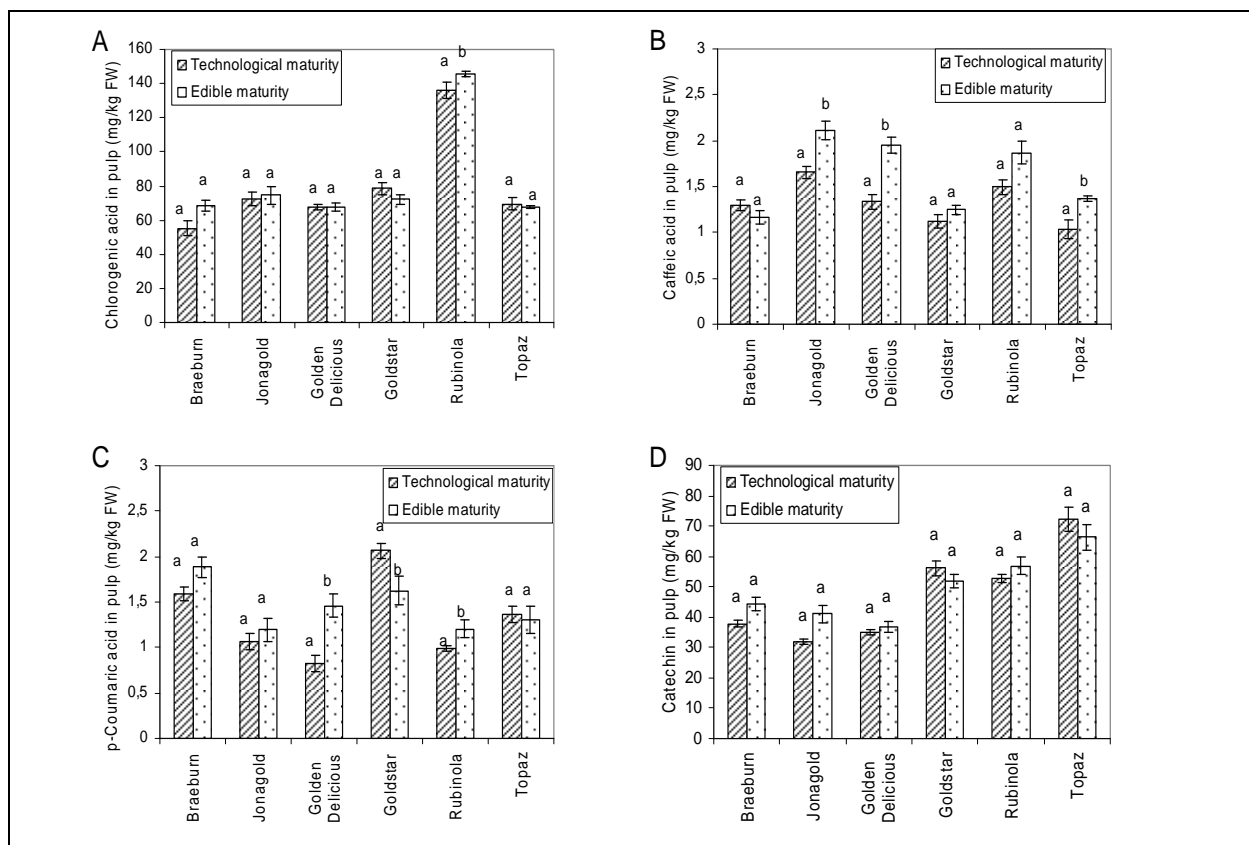 A
Chlorogenic acid in pulp (mg/kg FW)
160
140
120
100
80
60
40
20
0
Technological maturity
Edible maturity
a
a
a
a
a
a
a
a
a
b
a
a
Braeburn
Jonagold
Golden
Delicious
Goldstar
Rubinola
Topaz
B
Caffeic acid in pulp (mg/kg FW)
3
2,5
2
1,5
1
0,5
0
Technological maturity
Edible maturity
a
a
a
b
a
b
a
a
a
a
a
b
Braeburn
Jonagold
Golden
Delicious
Goldstar
Rubinola
Topaz
C
p-Coumaric acid in pulp (mg/kg FW)
3
2,5
2
1,5
1
0,5
0
Technological maturity
Edible maturity
a
a
a
a
a
b
a
b
a
b
a
a
Braeburn
Jonagold
Golden
Delicious
Goldstar
Rubinola
Topaz
D
Catechin in pulp (mg/kg FW)
90
80
70
60
50
40
30
20
10
0
Technological maturity
Edible maturity
a
a
a
a
a
a
a
a
a
a
a
a
Braeburn
Jonagold
Golden
Delicious
Goldstar
Rubinola
Topaz